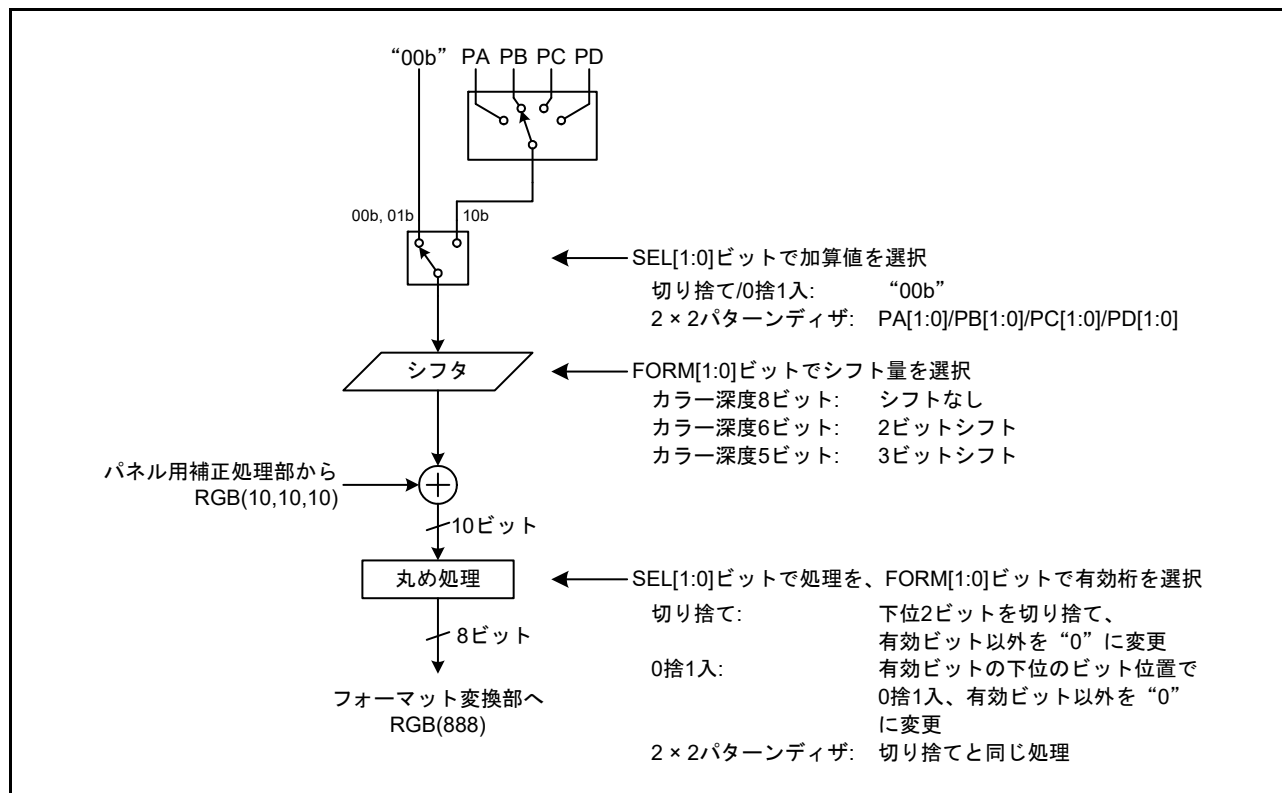 “00b” PA PB PC PD
00b, 01b 10b
SEL[1:0]ビットで加算値を選択
切り捨て/0捨1入: “00b”
2 × 2パターンディザ: PA[1:0]/PB[1:0]/PC[1:0]/PD[1:0]
シフタ
FORM[1:0]ビットでシフト量を選択
カラー深度8ビット: シフトなし
カラー深度6ビット: 2ビットシフト
カラー深度5ビット: 3ビットシフト
パネル用補正処理部から
RGB(10,10,10)
10ビット
丸め処理
SEL[1:0]ビットで処理を、FORM[1:0]ビットで有効桁を選択
切り捨て: 下位2ビットを切り捨て、
有効ビット以外を“0”に変更
0捨1入: 有効ビットの下位のビット位置で
0捨1入、有効ビット以外を“0”
に変更
2 × 2パターンディザ: 切り捨てと同じ処理
8ビット
フォーマット変換部へ
RGB(888)